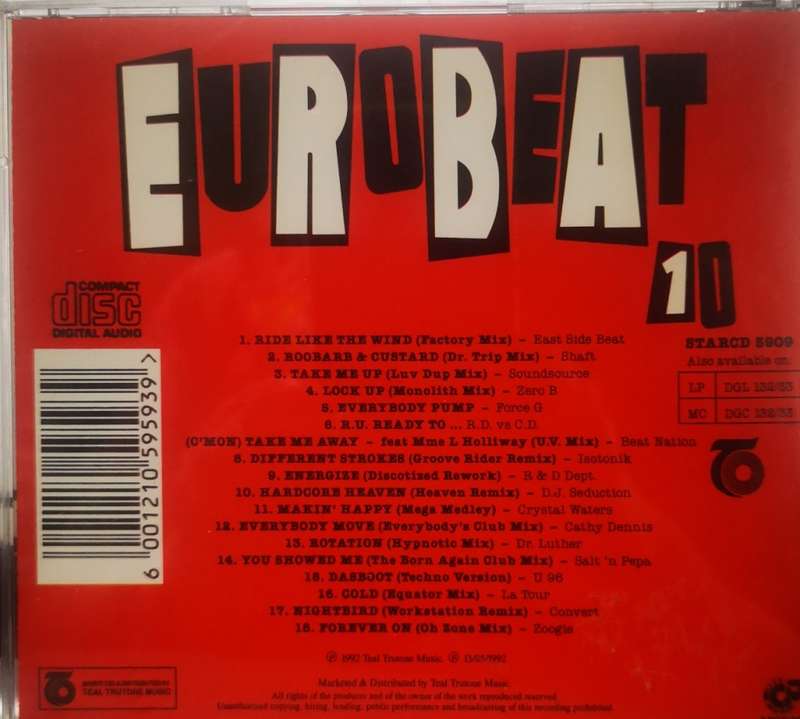 EUROBEAT
10
COMPACT
disc
DIGITAL AUDIO
STARCD 5909
Also available on:
LP DGL 132/33
MC DGC 132/33
6 001210 595939 >
1. RIDE LIKE THE WIND (Factory Mix) – East Side Beat
2. ROOBARB & CUSTARD (Dr. Trip Mix) – Shaft
3. TAKE ME UP (Luv Dup Mix) – Soundsource
4. LOCK UP (Monolith Mix) – Zero B
5. EVERYBODY PUMP – Force G
6. R.U. READY TO ... R.D. vs C.D.
(C'MON) TAKE ME AWAY – feat Mme L Holliway (U.V. Mix) – Beat Nation
8. DIFFERENT STROKES (Groove Rider Remix) – Isotonik
9. ENERGIZE (Discotized Rework) – R & D Dept.
10. HARDCORE HEAVEN (Heaven Remix) – D.J. Seduction
11. MAKIN' HAPPY (Mega Medley) – Crystal Waters
12. EVERYBODY MOVE (Everybody's Club Mix) – Cathy Dennis
13. ROTATION (Hypnotic Mix) – Dr. Luther
14. YOU SHOWED ME (The Born Again Club Mix) – Salt 'n Pepa
15. DASBOOT (Techno Version) – U 96
16. COLD (Equator Mix) – La Tour
17. NIGHTBIRD (Workstation Remix) – Convert
18. FOREVER ON (Oh Zone Mix) – Zoogie
℗ 1992 Teal Trutone Music. ®
Marketed & Distributed by Teal Trutone Music.
All rights of the producer and of the owner of the work reproduced reserved
Unauthorised copying, hiring, lending, public performance and broadcasting of this recording prohibited.
TEAL TRUTONE MUSIC